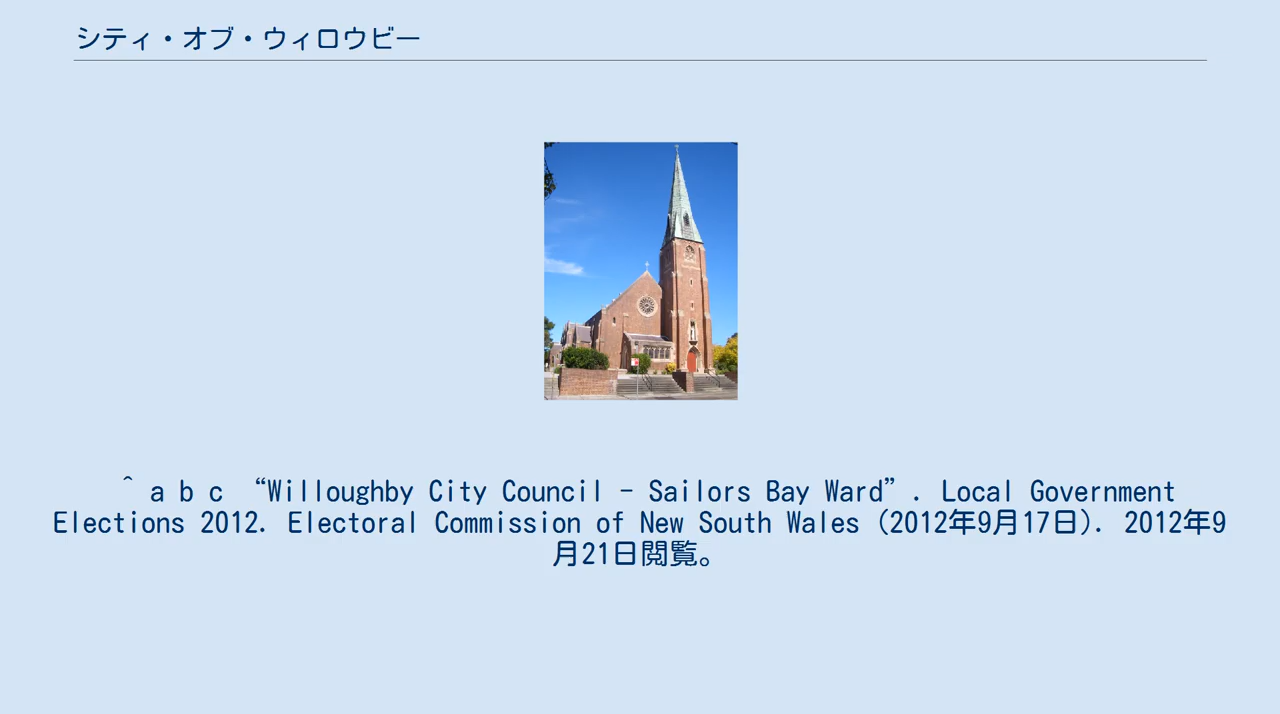 シティ・オブ・ウィロウビー
^ a b c “Willoughby City Council - Sailors Bay Ward”. Local Government
Elections 2012. Electoral Commission of New South Wales (2012年9月17日). 2012年9
月21日閲覧。